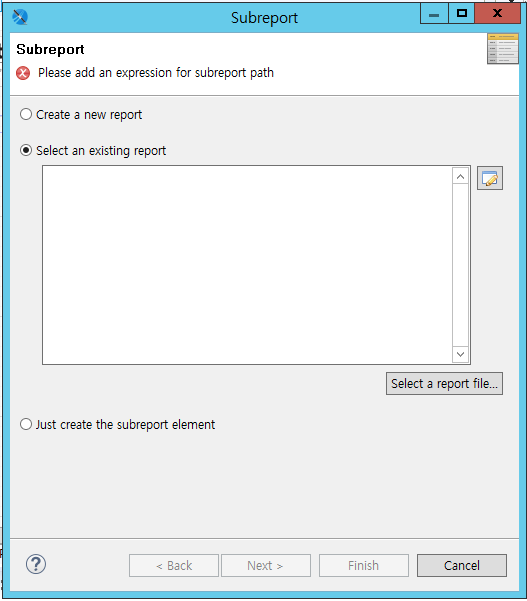 Subreport
Subreport
Please add an expression for subreport path
Create a new report
Select an existing report
Select a report file...
Just create the subreport element
?
< Back
Next >
Finish
Cancel